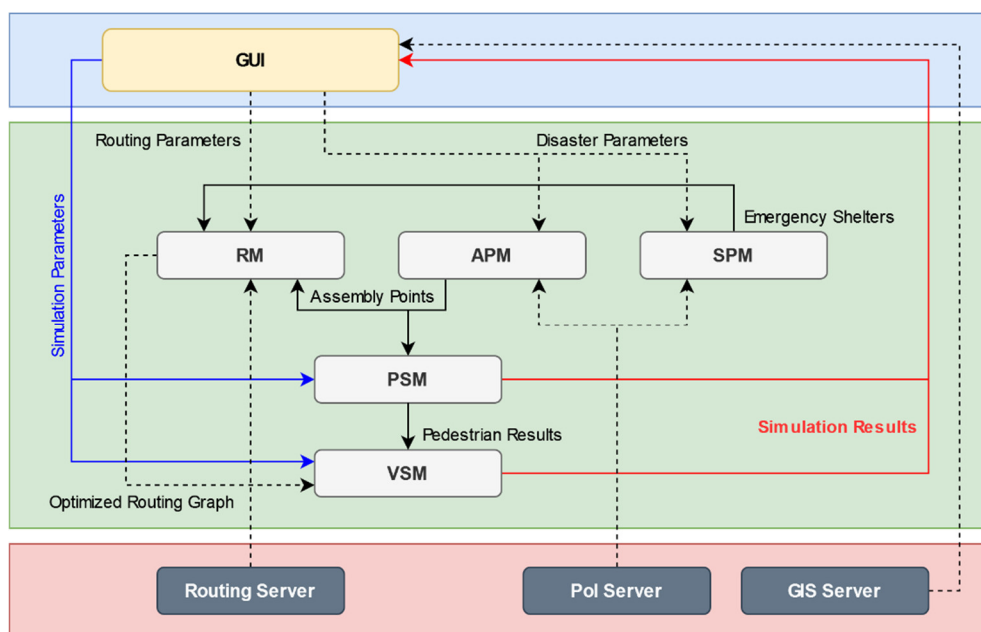 GUI
Routing Parameters
Disaster Parameters
Simulation Parameters
Emergency Shelters
RM
APM
SPM
Assembly Points
PSM
Simulation Results
Pedestrian Results
VSM
Optimized Routing Graph
Routing Server
PoI Server
GIS Server